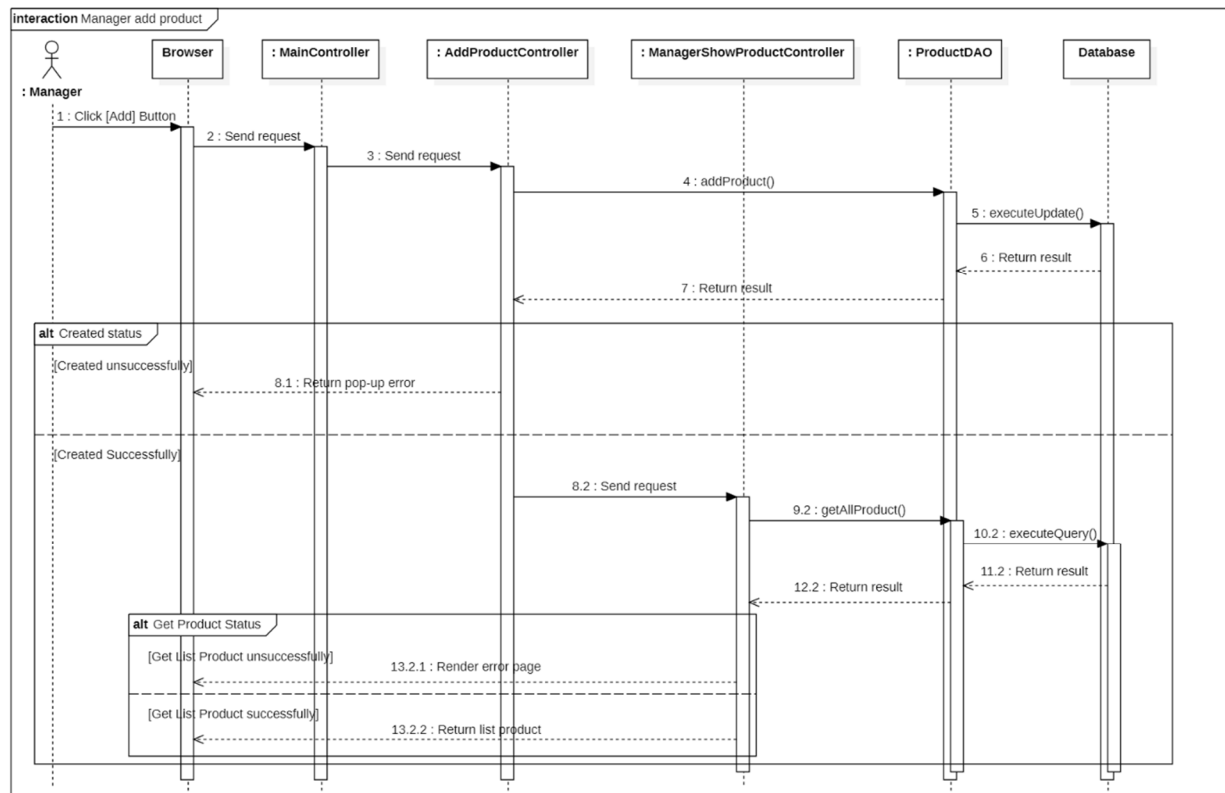 interaction Manager add product
Browser
: MainController
: AddProductController
: ManagerShowProductController
: ProductDAO
Database
: Manager
1 : Click [Add] Button
2 : Send request
3 : Send request
4 : addProduct()
5 : executeUpdate()
6 : Return result
7 : Return result
alt Created status
[Created unsuccessfully]
8.1 : Return pop-up error
[Created Successfully]
8.2 : Send request
9.2 : getAllProduct()
10.2 : executeQuery()
11.2 : Return result
12.2 : Return result
alt Get Product Status
[Get List Product unsuccessfully]
13.2.1 : Render error page
[Get List Product successfully]
13.2.2 : Return list product